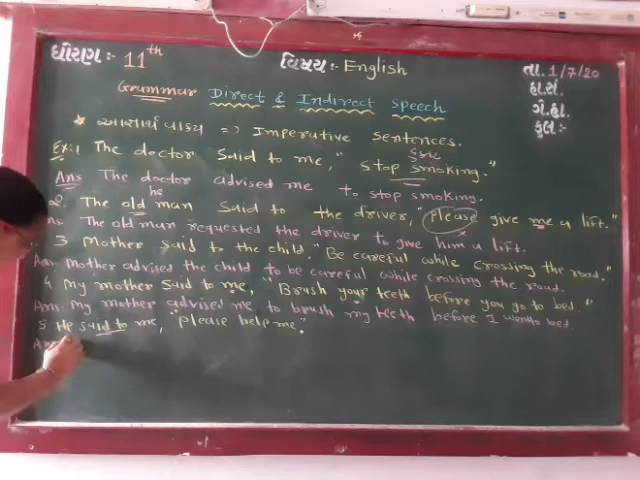 ધોરણ :- 11th વિષય :- English તા. 1/7/20
હા.સં.
ગે.હા.
કુલ :-
Grammar Direct & Indirect Speech
* આજ્ઞાર્થ વાક્ય => Imperative sentences.
Ex:1 The doctor said to me, "Stop smoking."
Ans The doctor advised me to stop smoking.
he
2. The old man said to the driver, "Please give me a lift."
Ans. The old man requested the driver to give him a lift.
3 Mother said to the child. "Be careful while crossing the road."
Ans. Mother advised the child to be careful while crossing the road.
4 My mother said to me, "Brush your teeth before you go to bed."
Ans. My mother advised me to brush my teeth before I went to bed
5 He said to me, "Please help me."
Ans